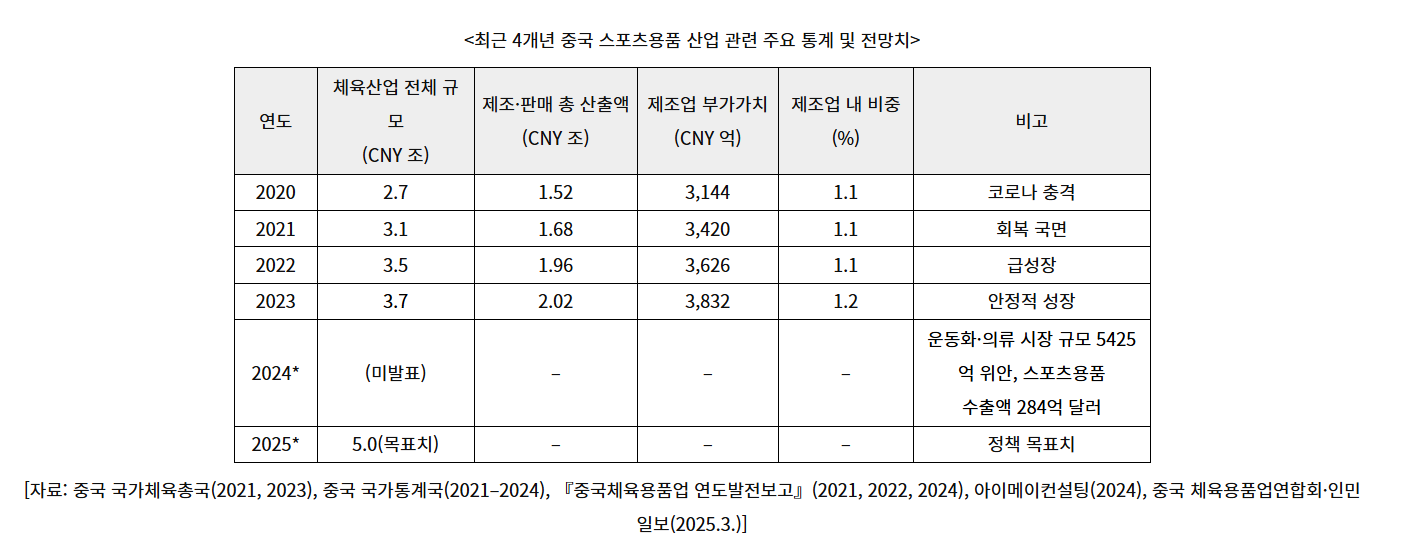 <최근 4개년 중국 스포츠용품 산업 관련 주요 통계 및 전망치>
연도 체육산업 전체 규모 (CNY 조) 제조·판매 총 산출액 (CNY 조) 제조업 부가가치 (CNY 억) 제조업 내 비중 (%) 비고
2020 2.7 1.52 3,144 1.1 코로나 충격
2021 3.1 1.68 3,420 1.1 회복 국면
2022 3.5 1.96 3,626 1.1 급성장
2023 3.7 2.02 3,832 1.2 안정적 성장
2024* (미발표) – – – 운동화·의류 시장 규모 5425
억 위안, 스포츠용품
수출액 284억 달러
2025* 5.0(목표치) – – – 정책 목표치
[자료: 중국 국가체육총국(2021, 2023), 중국 국가통계국(2021–2024), 『중국체육용품업 연도발전보고』(2021, 2022, 2024), 아이메이컨설팅(2024), 중국 체육용품업연합회·인민
일보(2025.3.)]